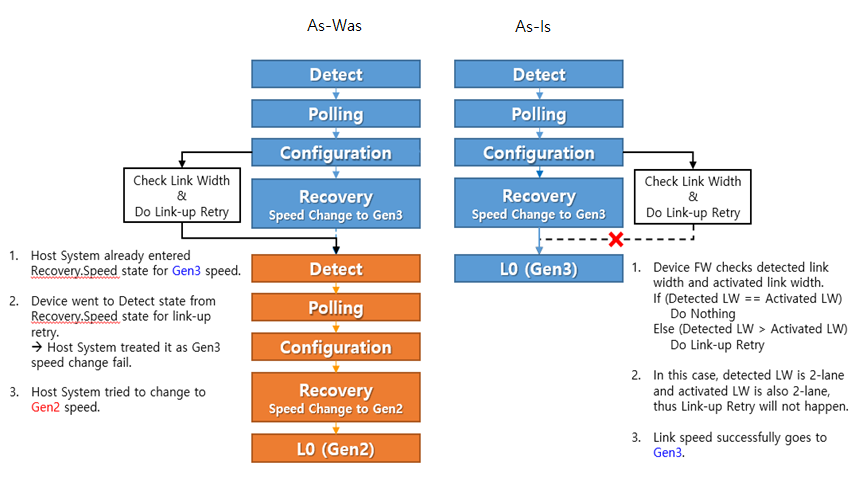 As-Was
Detect
Polling
Configuration
Check Link Width
&
Do Link-up Retry
Recovery
Speed Change to Gen3
1. Host System already entered
Recovery.Speed state for Gen3 speed.
2. Device went to Detect state from
Recovery.Speed state for link-up
retry.
→ Host System treated it as Gen3
speed change fail.
3. Host System tried to change to
Gen2 speed.
Detect
Polling
Configuration
Recovery
Speed Change to Gen2
L0 (Gen2)
As-Is
Detect
Polling
Configuration
Recovery
Speed Change to Gen3
Check Link Width
&
Do Link-up Retry
L0 (Gen3)
1. Device FW checks detected link
width and activated link width.
If (Detected LW == Activated LW)
Do Nothing
Else (Detected LW > Activated LW)
Do Link-up Retry
2. In this case, detected LW is 2-lane
and activated LW is also 2-lane,
thus Link-up Retry will not happen.
3. Link speed successfully goes to
Gen3.